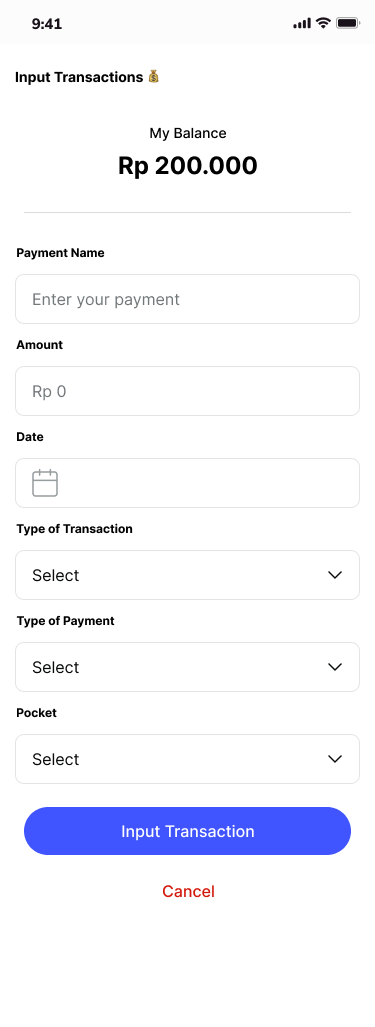 9:41
Input Transactions 💰
My Balance
Rp 200.000
Payment Name
Enter your payment
Amount
Rp 0
Date
Type of Transaction
Select
Type of Payment
Select
Pocket
Select
Input Transaction
Cancel